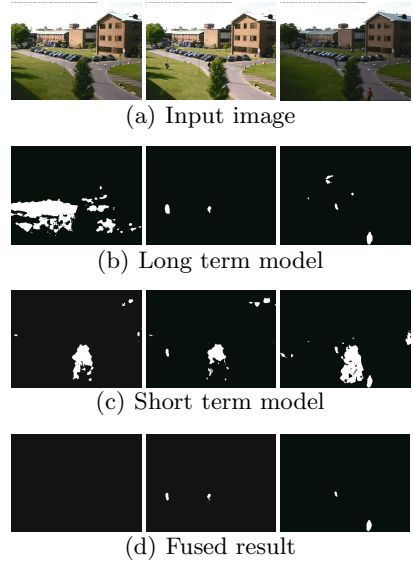 (a) Input image
(b) Long term model
(c) Short term model
(d) Fused result